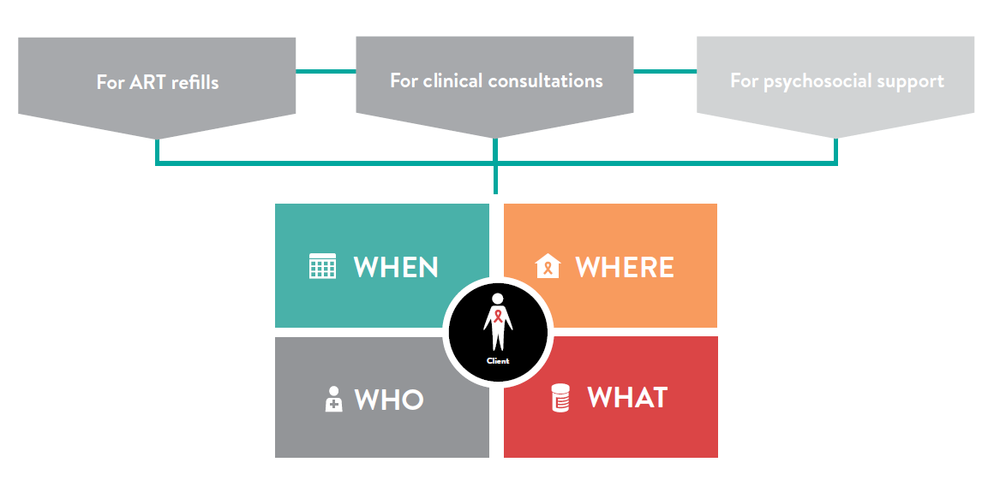 For ART refills
For clinical consultations
For psychosocial support
WHEN
WHERE
Client
WHO
WHAT